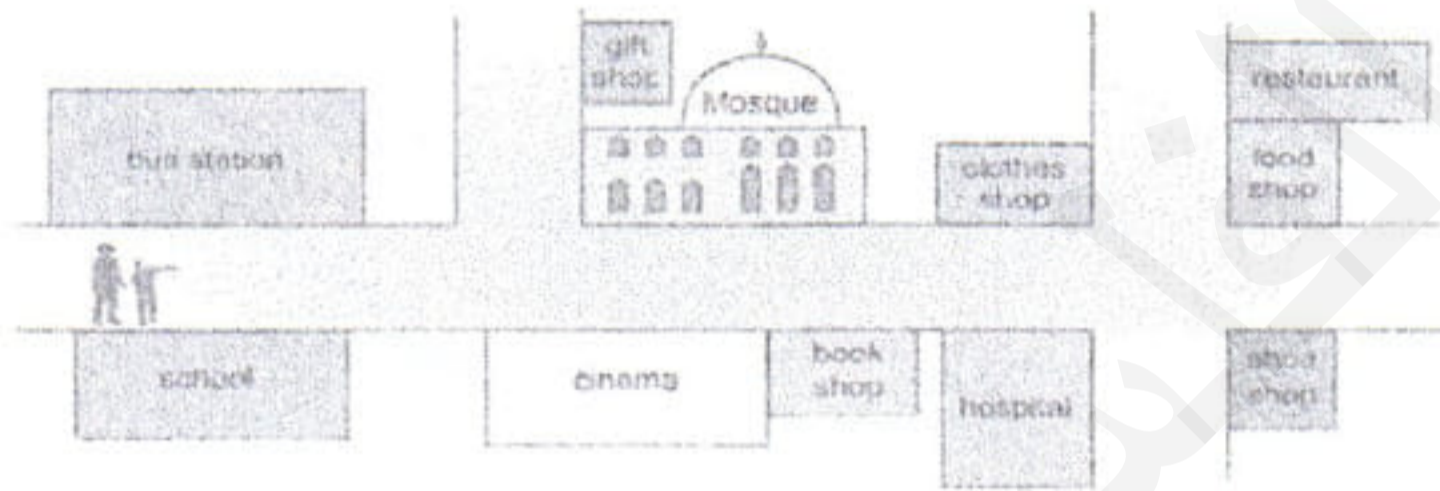 gift
shop
Mosque
restaurant
bus station
clothes
shop
food
shop
school
cinema
book
shop
hospital
shoe
shop